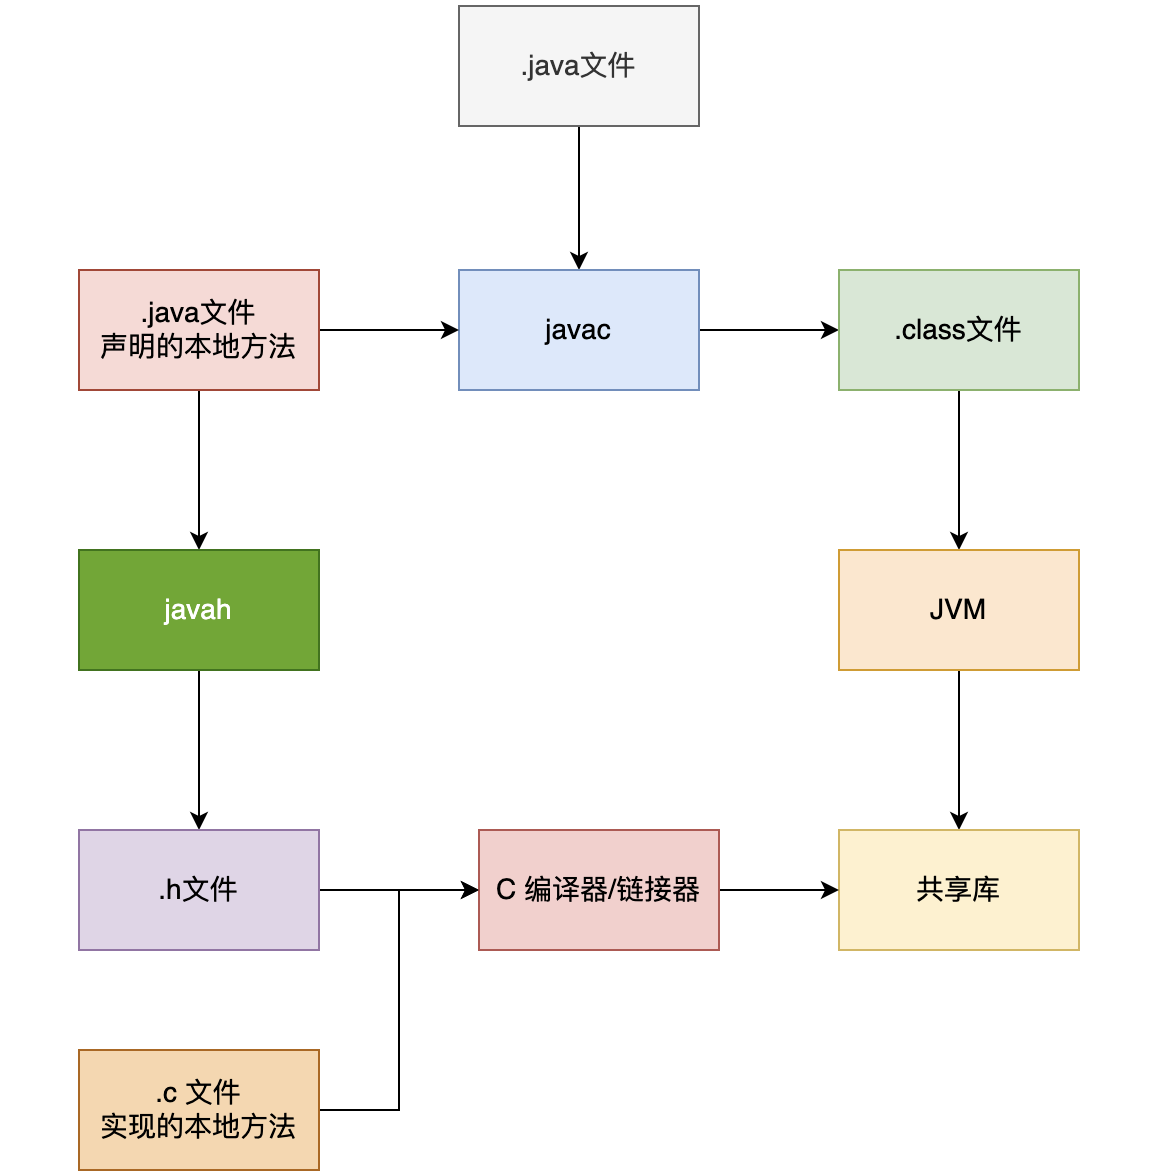 .java文件
.java文件
声明的本地方法
javac
.class文件
javah
JVM
.h文件
C 编译器/链接器
共享库
.c 文件
实现的本地方法